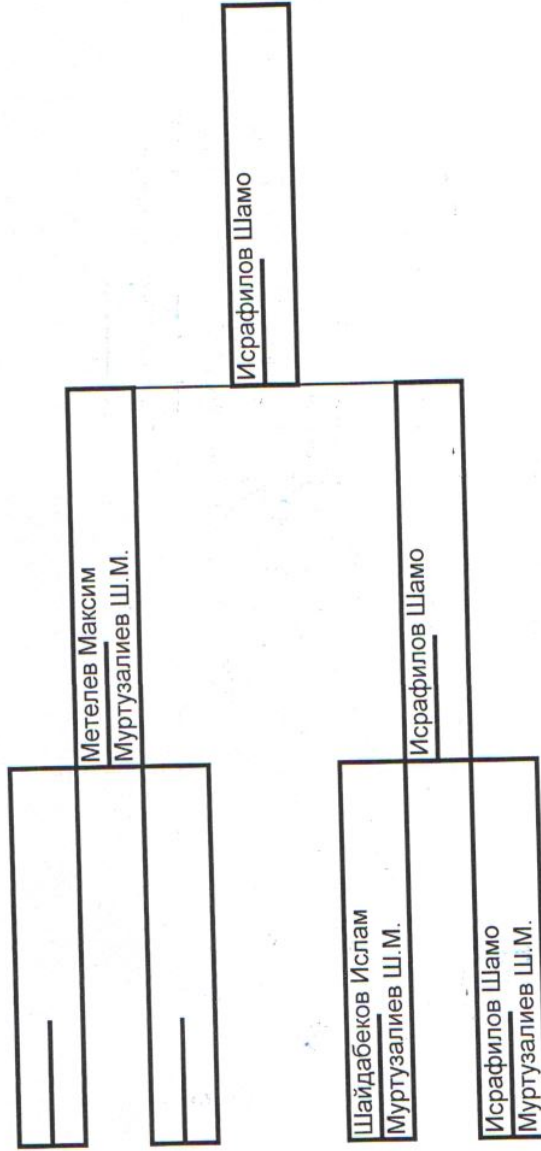 Метелев Максим
Муртузалиев Ш.М.
Шайдабеков Ислам
Муртузалиев Ш.М.
Исрафилов Шамо
Муртузалиев Ш.М.
Исрафилов Шамо
Исрафилов Шамо